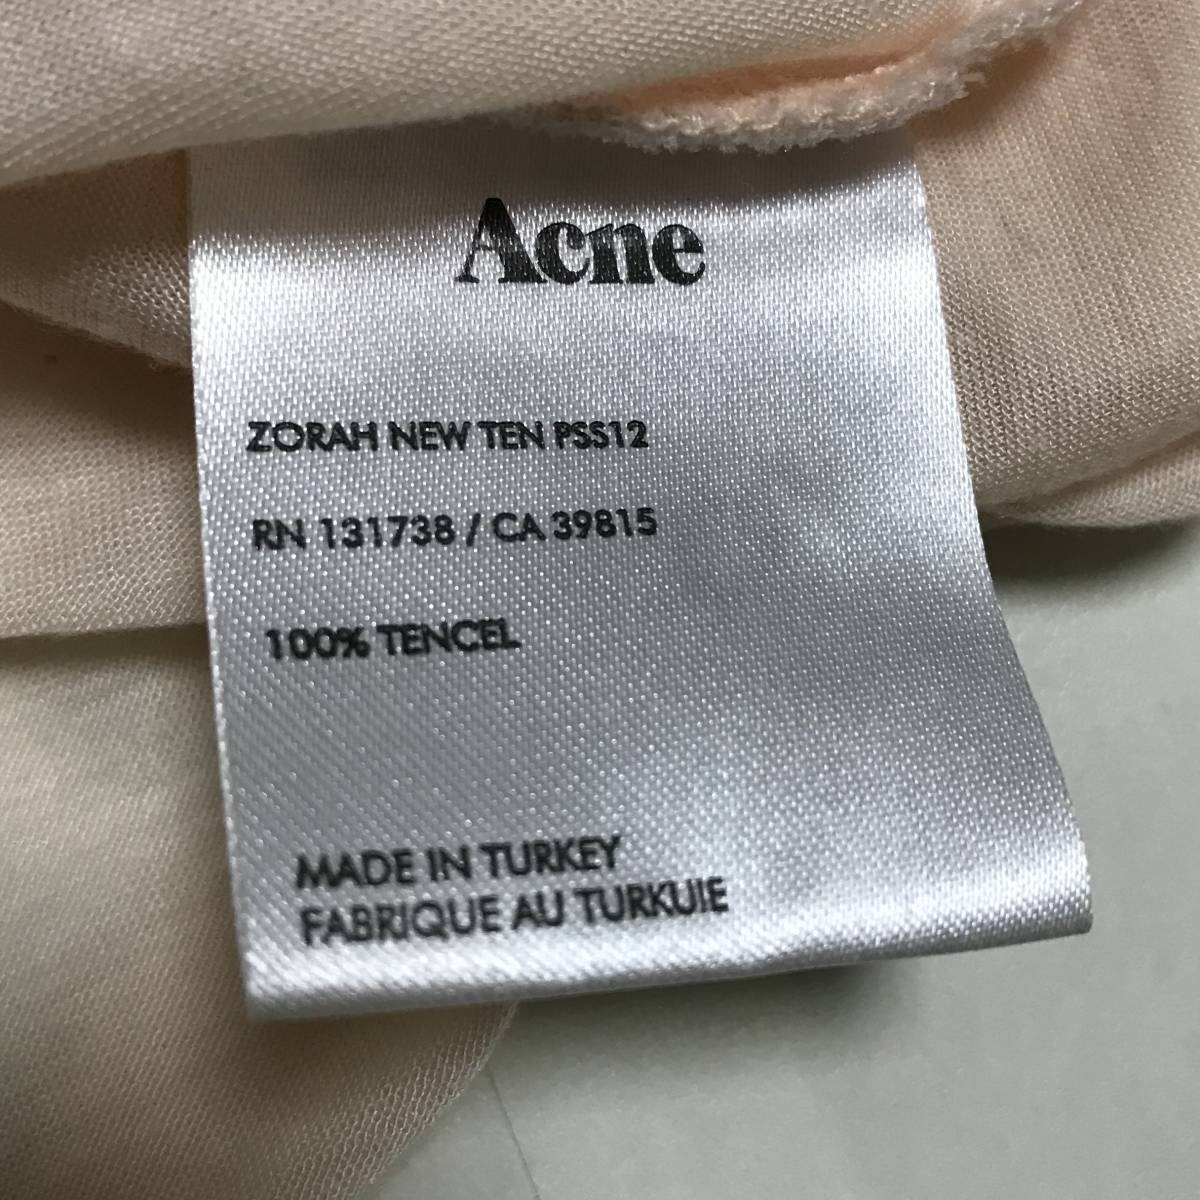 Acne
ZORAH NEW TEN PSS12
RN 131738 / CA 39815
100% TENCEL
MADE IN TURKEY
FABRIQUE AU TURKUIE